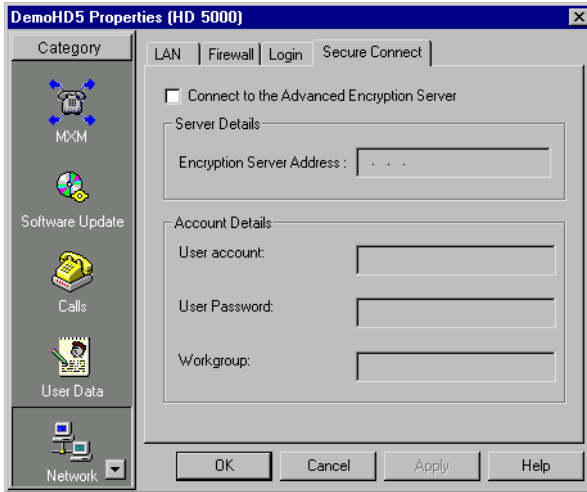 DemoHD5 Properties (HD 5000)
Category
MXM
Software Update
Calls
User Data
Network
LAN
Firewall
Login
Secure Connect
Connect to the Advanced Encryption Server
Server Details
Encryption Server Address :
. . .
Account Details
User account:
User Password:
Workgroup:
OK
Cancel
Apply
Help